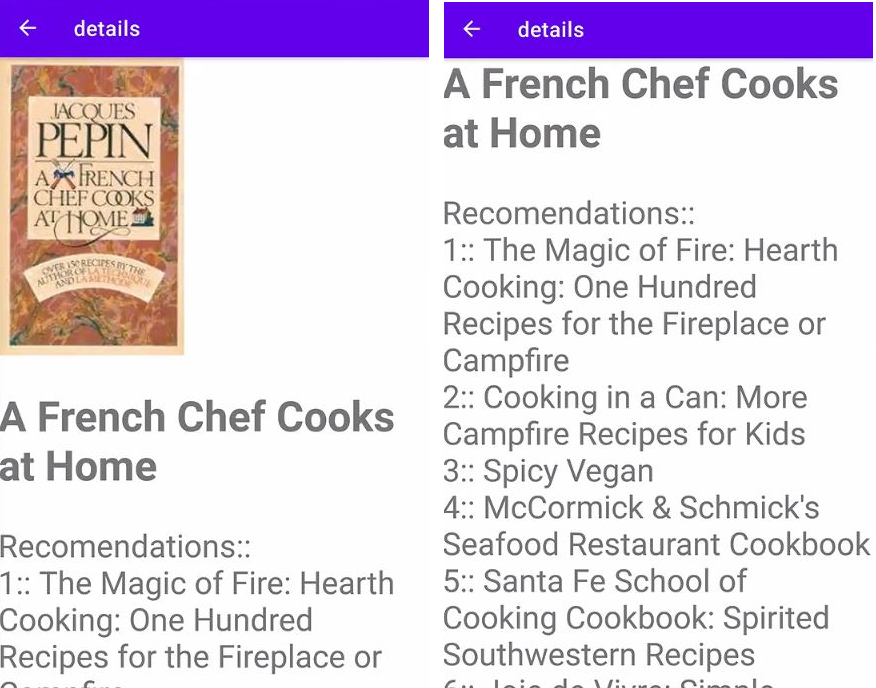 details
JACQUES
PEPIN
A FRENCH
CHEF COOKS
AT HOME
OVER 150 RECIPES BY THE
AUTHOR OF LA TECHNIQUE
AND LA METHODE
A French Chef Cooks
at Home
Recomendations::
1:: The Magic of Fire: Hearth
Cooking: One Hundred
Recipes for the Fireplace or
Campfire
details
A French Chef Cooks
at Home
Recomendations::
1:: The Magic of Fire: Hearth
Cooking: One Hundred
Recipes for the Fireplace or
Campfire
2:: Cooking in a Can: More
Campfire Recipes for Kids
3:: Spicy Vegan
4:: McCormick & Schmick's
Seafood Restaurant Cookbook
5:: Santa Fe School of
Cooking Cookbook: Spirited
Southwestern Recipes
6:: Joie de Vivre: Simple